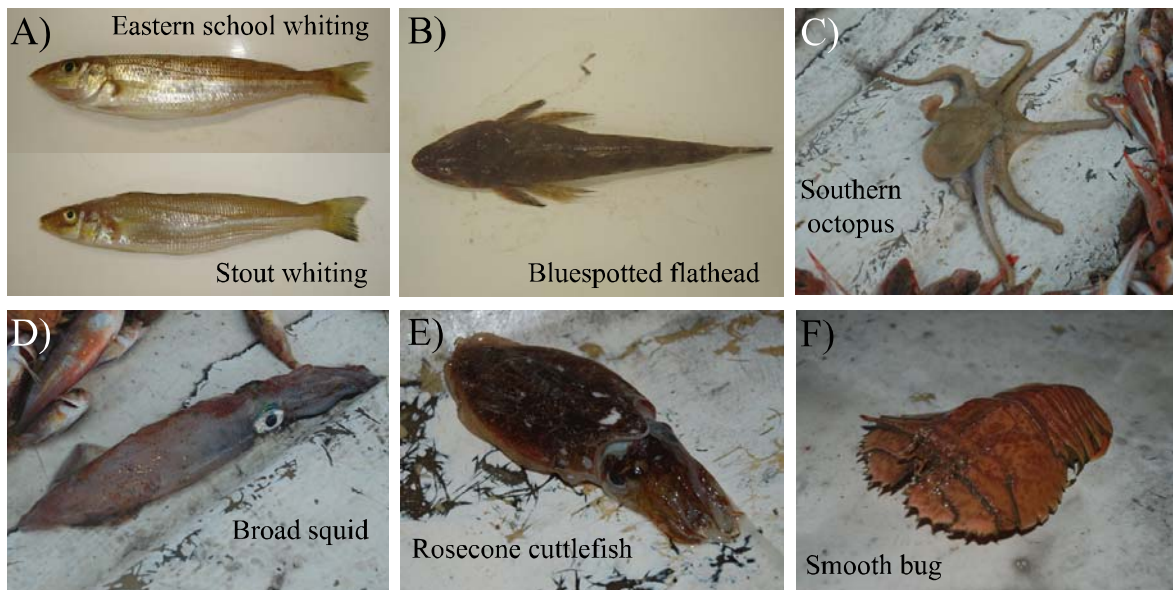 A)
Eastern school whiting
Stout whiting
B)
Bluespotted flathead
C)
Southern
octopus
D)
Broad squid
E)
Rosecone cuttlefish
F)
Smooth bug